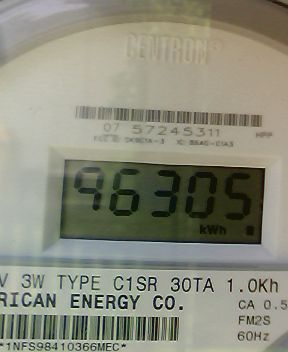 CENTRON®
07 57245311 HPP
96305
kWh
V 3W TYPE C1SR 30TA 1.0Kh
RICAN ENERGY CO.
CA 0.5
FM2S
60Hz
*1NFS98410366MEC*